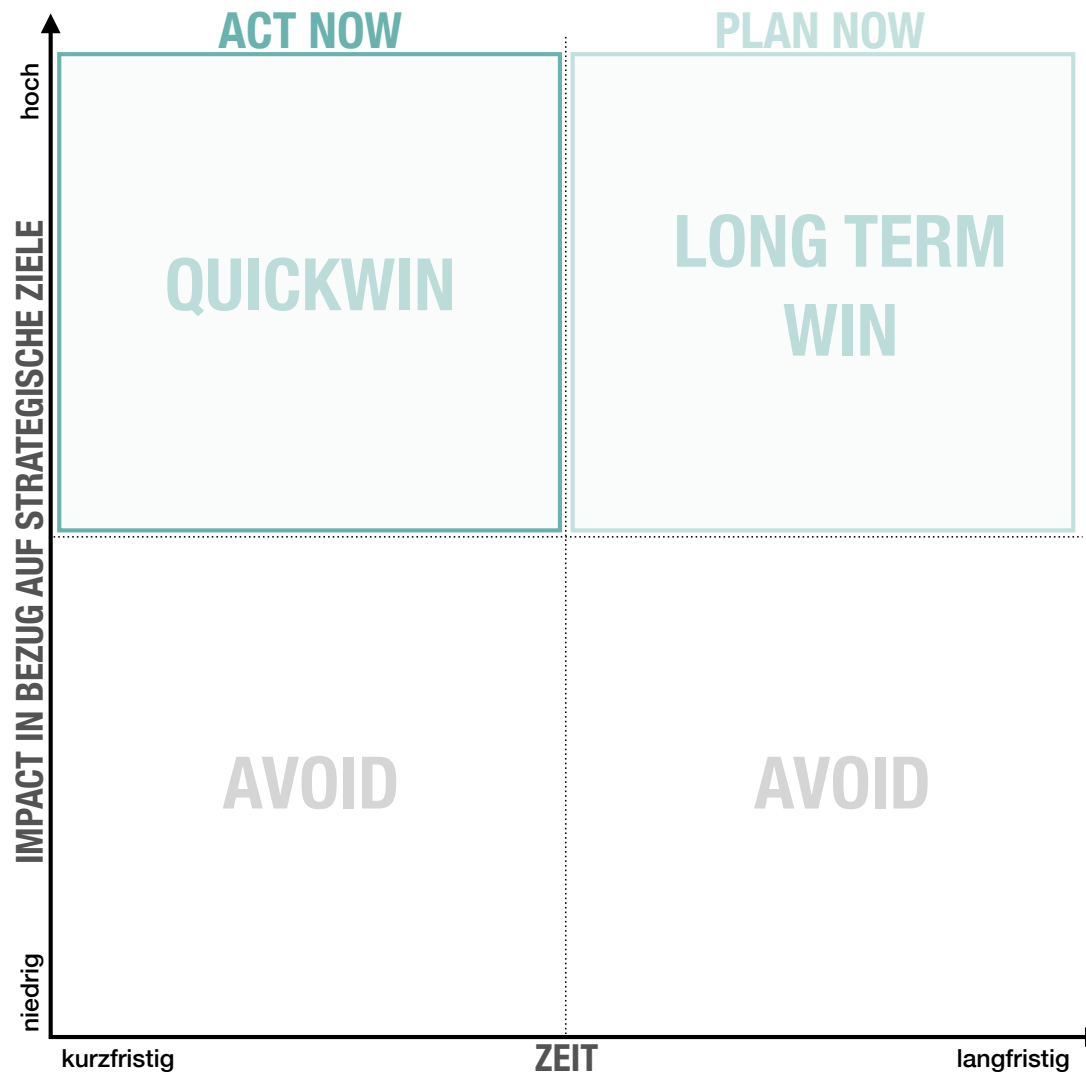 ACT NOW
PLAN NOW
hoch
IMPACT IN BEZUG AUF STRATEGISCHE ZIELE
niedrig
QUICKWIN
LONG TERM
WIN
AVOID
AVOID
kurzfristig
ZEIT
langfristig